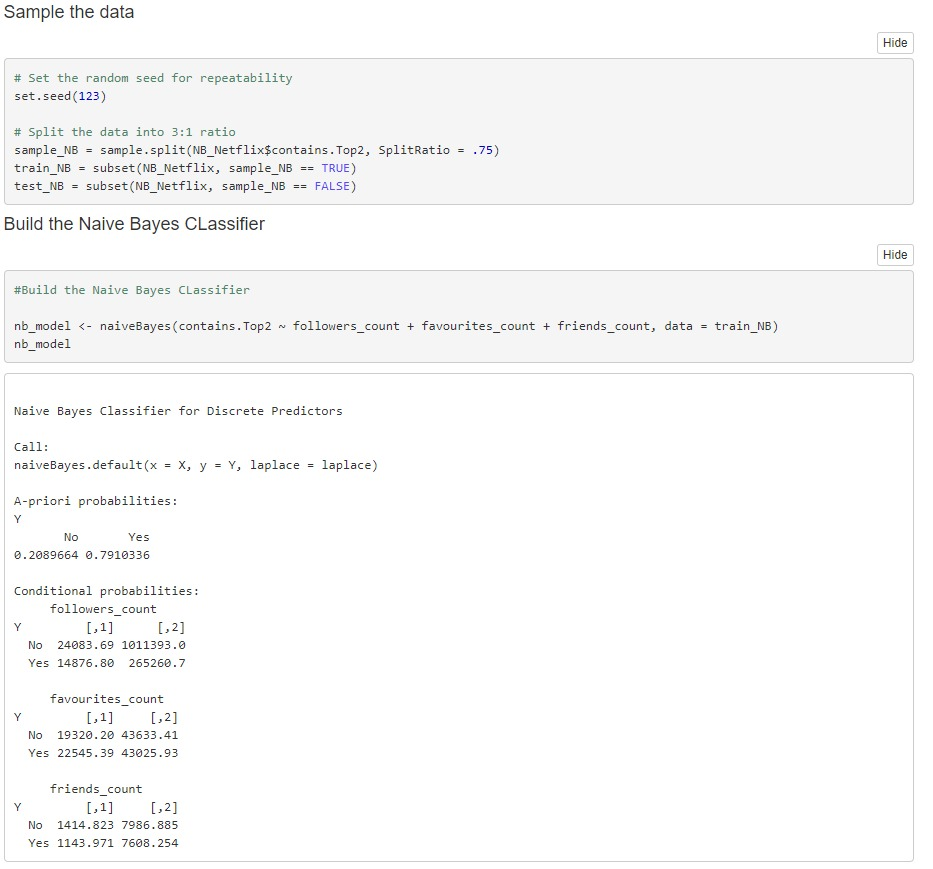 Sample the data
Hide
# Set the random seed for repeatability
set.seed(123)
# Split the data into 3:1 ratio
sample_NB = sample.split(NB_Netflix$contains.Top2, SplitRatio = .75)
train_NB = subset(NB_Netflix, sample_NB == TRUE)
test_NB = subset(NB_Netflix, sample_NB == FALSE)
Build the Naive Bayes CLassifier
Hide
#Build the Naive Bayes CLassifier
nb_model <- naiveBayes(contains.Top2 ~ followers_count + favourites_count + friends_count, data = train_NB)
nb_model
Naive Bayes Classifier for Discrete Predictors
Call:
naiveBayes.default(x = X, y = Y, laplace = laplace)
A-priori probabilities:
Y
       No       Yes
0.2089664 0.7910336
Conditional probabilities:
     followers_count
Y         [,1]      [,2]
  No  24083.69 1011393.0
  Yes 14876.80  265260.7
     favourites_count
Y         [,1]     [,2]
  No  19320.20 43633.41
  Yes 22545.39 43025.93
     friends_count
Y         [,1]     [,2]
  No  1414.823 7986.885
  Yes 1143.971 7608.254